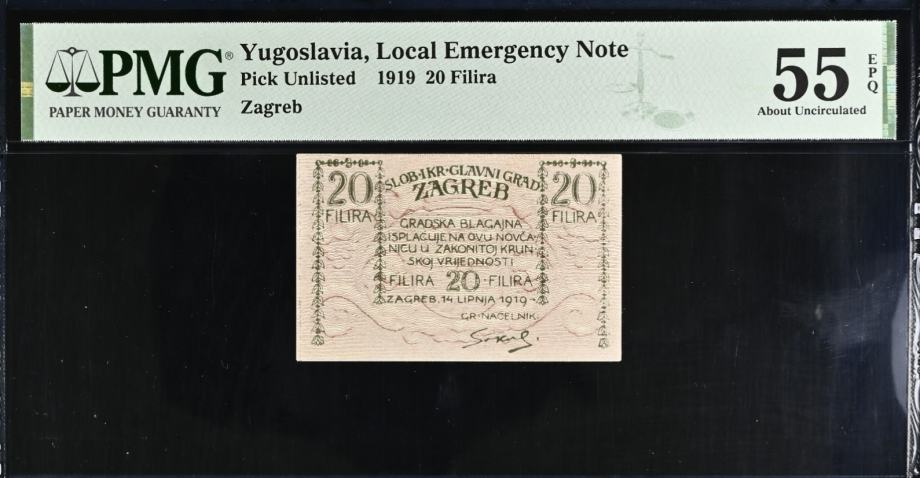 PMG®
PAPER MONEY GUARANTY
Yugoslavia, Local Emergency Note
Pick Unlisted 1919 20 Filira
Zagreb
55 EPQ
About Uncirculated
20 FILIRA
SLOB·I KR·GLAVNI GRAD
ZAGREB
20 FILIRA
GRADSKA BLAGAJNA
ISPLAĆUJE NA OVU NOVČA-
NICU U ZAKONITOJ KRUN-
SKOJ VRIJEDNOSTI
FILIRA 20 FILIRA
ZAGREB, 14 LIPNJA 1919
GR·NAČELNIK